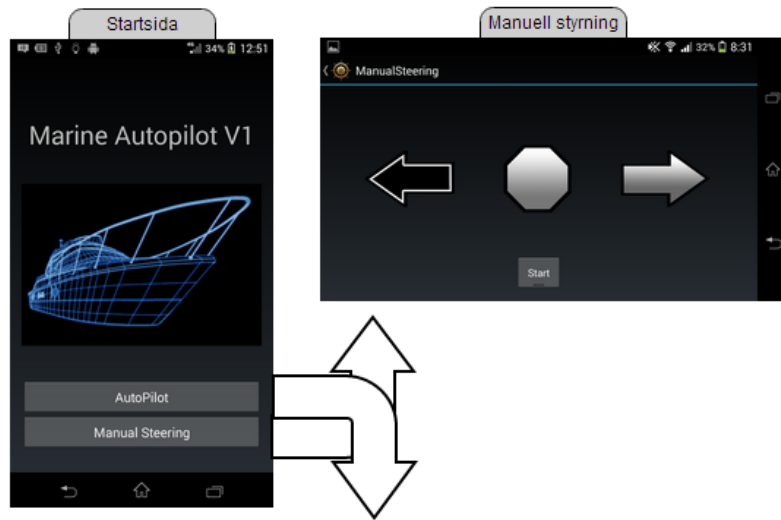 Startsida
34% 12:51
Marine Autopilot V1
AutoPilot
Manual Steering
Manuell styrning
32% 8:31
ManualSteering
Start